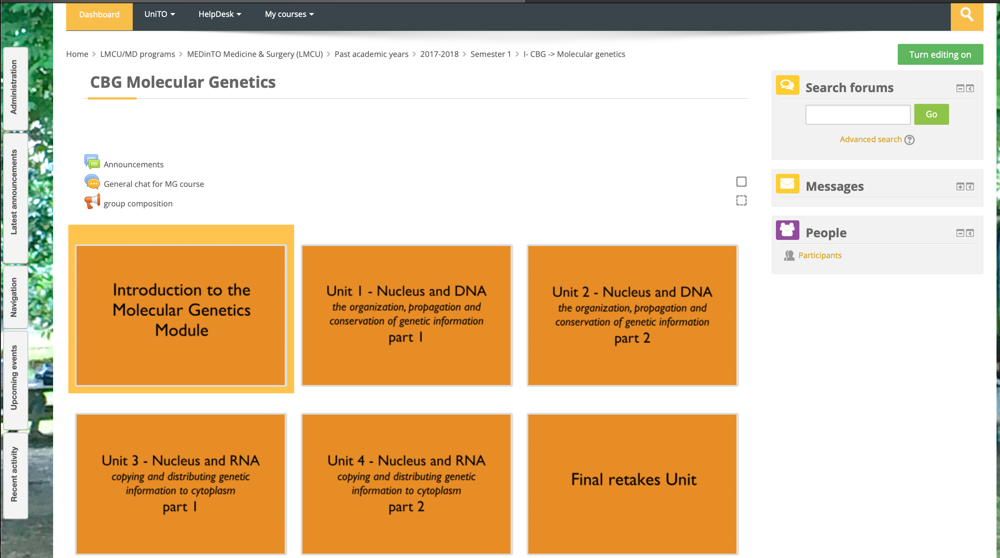 Dashboard UniTO HelpDesk My courses
Home LMCU/MD programs MEDinTO Medicine & Surgery (LMCU) Past academic years 2017-2018 Semester 1 I- CBG -> Molecular genetics
Turn editing on
Administration
Latest announcements
Navigation
Upcoming events
Recent activity
CBG Molecular Genetics
Announcements
General chat for MG course
group composition
Introduction to the
Molecular Genetics
Module
Unit 1 - Nucleus and DNA
the organization, propagation and
conservation of genetic information
part 1
Unit 2 - Nucleus and DNA
the organization, propagation and
conservation of genetic information
part 2
Unit 3 - Nucleus and RNA
copying and distributing genetic
information to cytoplasm
part 1
Unit 4 - Nucleus and RNA
copying and distributing genetic
information to cytoplasm
part 2
Final retakes Unit
Search forums
Go
Advanced search ?
Messages
People
Participants